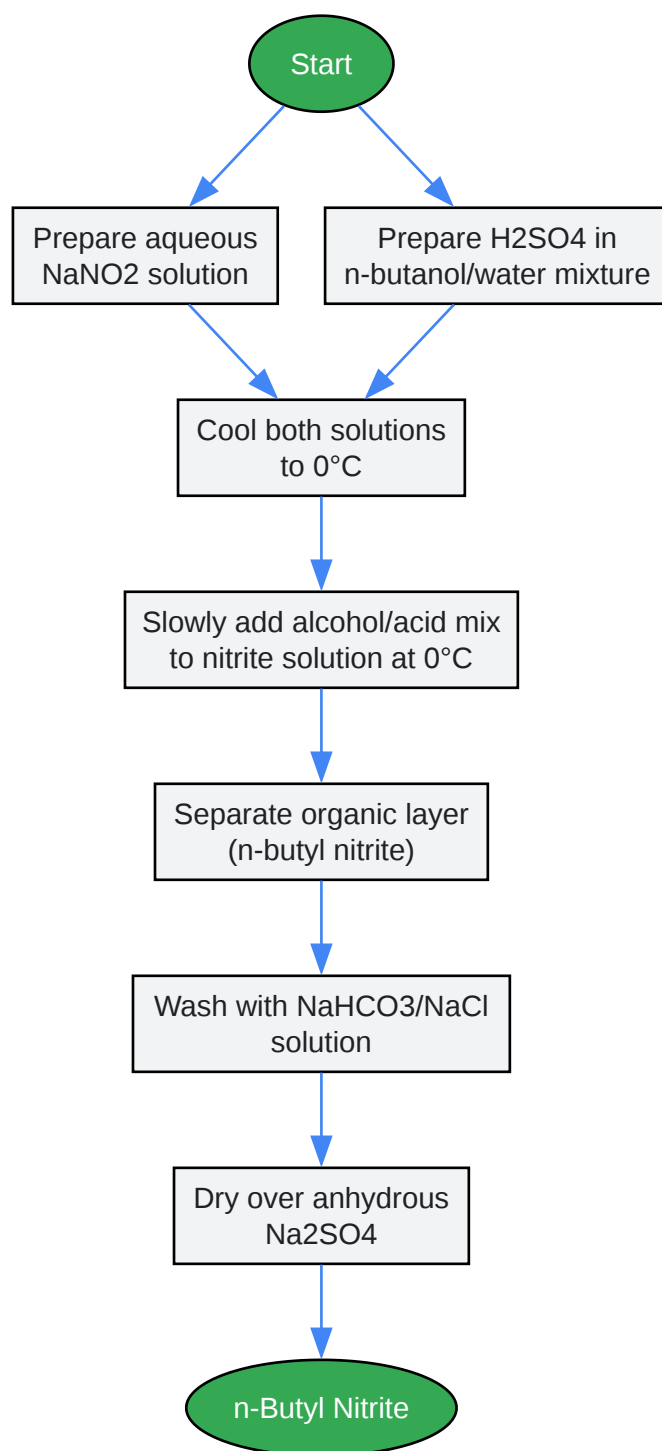 Start
Prepare aqueous
NaNO2 solution
Prepare H2SO4 in
n-butanol/water mixture
Cool both solutions
to 0°C
Slowly add alcohol/acid mix
to nitrite solution at 0°C
Separate organic layer
(n-butyl nitrite)
Wash with NaHCO3/NaCl
solution
Dry over anhydrous
Na2SO4
n-Butyl Nitrite